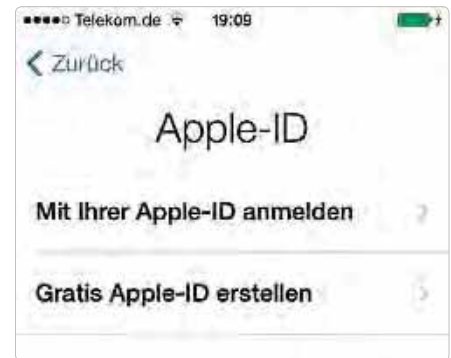 Telekom.de 19:09
Zurück
Apple-ID
Mit Ihrer Apple-ID anmelden
Gratis Apple-ID erstellen